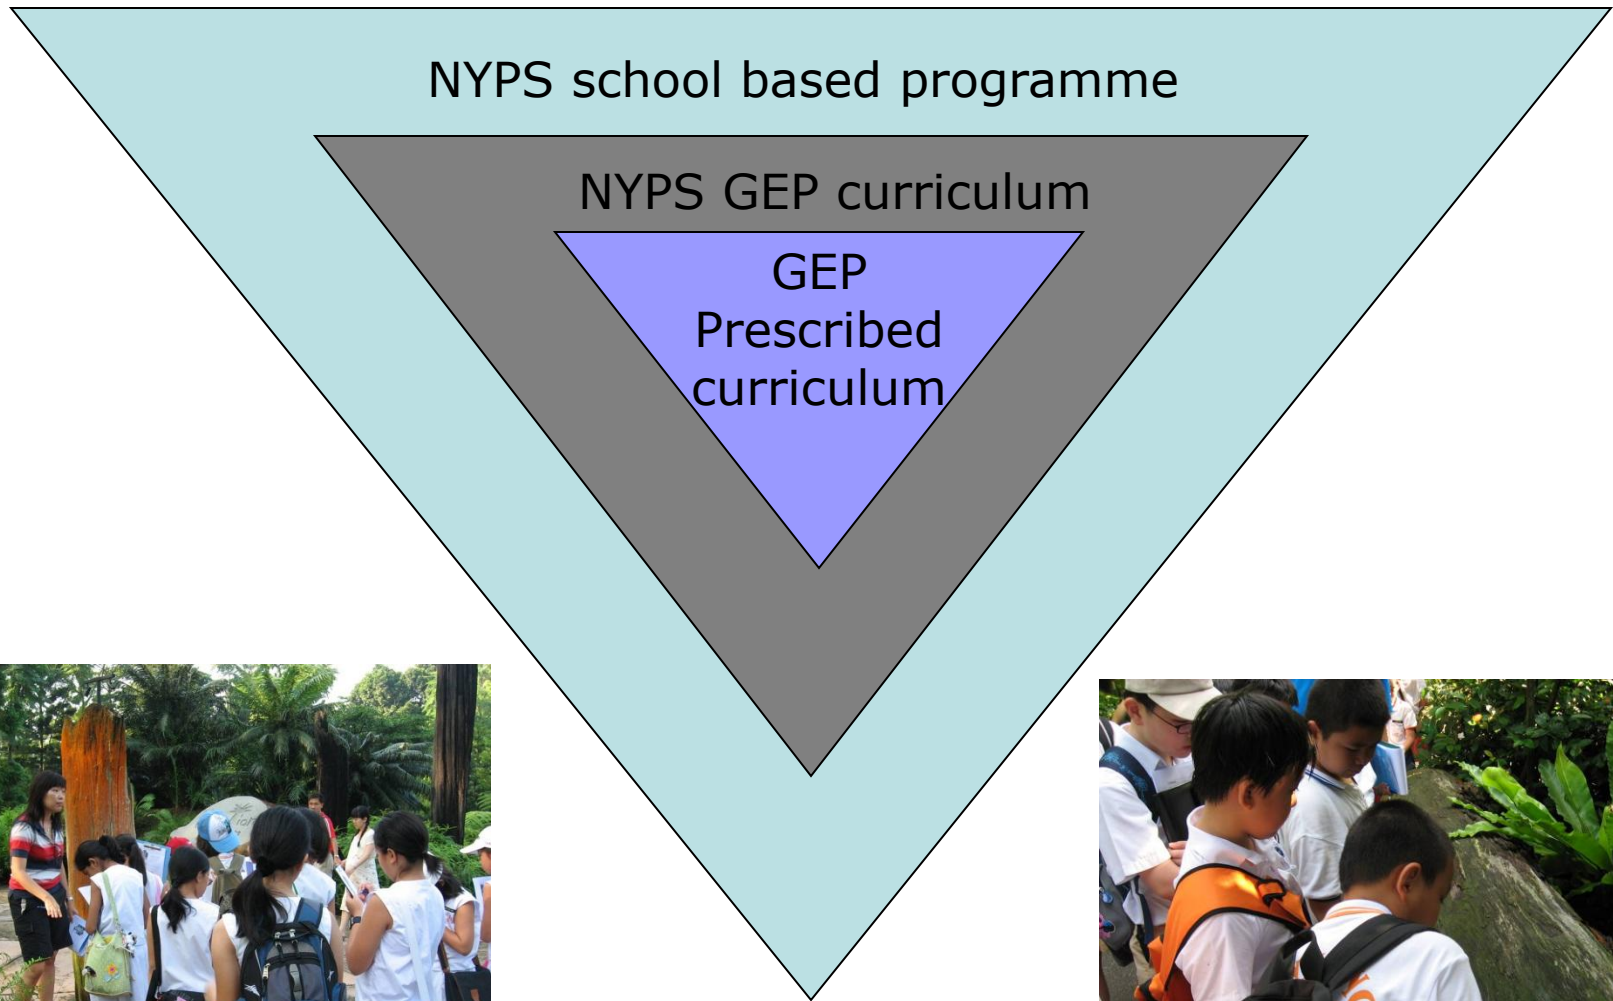 NYPS school based programme
NYPS GEP curriculum
GEP
Prescribed
curriculum